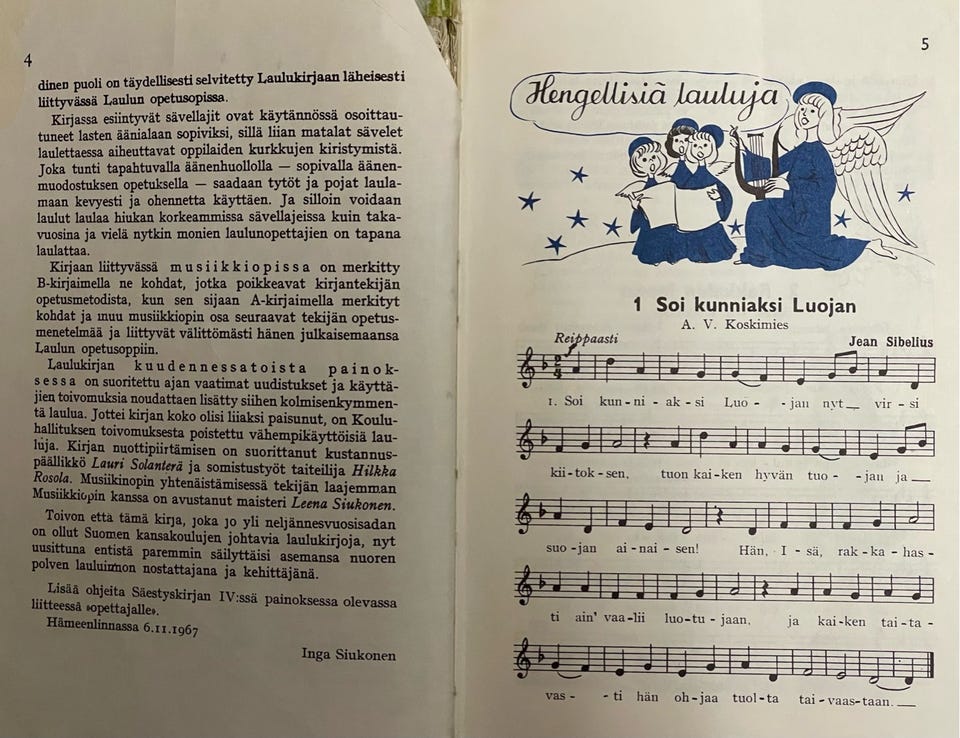 4
dinen puoli on täydellisesti selvitetty Laulukirjaan läheisesti
liittyvässä Laulun opetusopissa.
Kirjassa esiintyvät sävellajit ovat käytännössä osoittau-
tuneet lasten äänialaan sopiviksi, sillä liian matalat sävelet
laulettaessa aiheuttavat oppilaiden kurkkujen kiristymistä.
Joka tunti tapahtuvalla äänenhuollolla — sopivalla äänen-
muodostuksen opetuksella — saadaan tytöt ja pojat laula-
maan kevyesti ja ohennetta käyttäen. Ja silloin voidaan
laulut laulaa hiukan korkeammissa sävellajeissa kuin taka-
vuosina ja vielä nytkin monien laulunopettajien on tapana
laulattaa.
Kirjaan liittyvässä musiikkiopissa on merkitty
B-kirjaimella ne kohdat, jotka poikkeavat kirjantekijän
opetusmetodista, kun sen sijaan A-kirjaimella merkityt
kohdat ja muu musiikkiopin osa seuraavat tekijän opetus-
menetelmää ja liittyvät välittömästi hänen julkaisemaansa
Laulun opetusoppiin.
Laulukirjan kuudennessatoista painok-
sessa on suoritettu ajan vaatimat uudistukset ja käyttä-
jien toivomuksia noudattaen lisätty siihen kolmisenkymmen-
tä laulua. Jottei kirjan koko olisi liiaksi paisunut, on Koulu-
hallituksen toivomuksesta poistettu vähempikäyttöisiä lau-
luja. Kirjan nuottipiirtämisen on suorittanut kustannus-
päällikkö Lauri Solanterä ja somistustyöt taiteilija Hilkka
Rosola. Musiikinopin yhtenäistämisessä tekijän laajemman
Musiikkiopin kanssa on avustanut maisteri Leena Siukonen.
Toivon että tämä kirja, joka jo yli neljännesvuosisadan
on ollut Suomen kansakoulujen johtavia laulukirjoja, nyt
uusittuna entistä paremmin säilyttäisi asemansa nuoren
polven lauluinnon nostattajana ja kehittäjänä.
Lisää ohjeita Säestyskirjan IV:ssä painoksessa olevassa
liitteessä »opettajalle».
Hämeenlinnassa 6.11.1967
Inga Siukonen
5
Hengellisiä lauluja
1 Soi kunniaksi Luojan
A. V. Koskimies
Reippaasti
Jean Sibelius
f
2
4
1. Soi kun-ni-ak-si Luo--jan nyt vir-si
kii-tok-sen, tuon kai-ken hyvän tuo--jan ja
suo-jan ai-nai-sen! Hän, I-sä, rak-ka-has-
ti ain' vaa-lii luo-tu-jaan, ja kai-ken tai-ta-
vas--ti hän oh-jaa tuol-ta tai-vaas-taan.